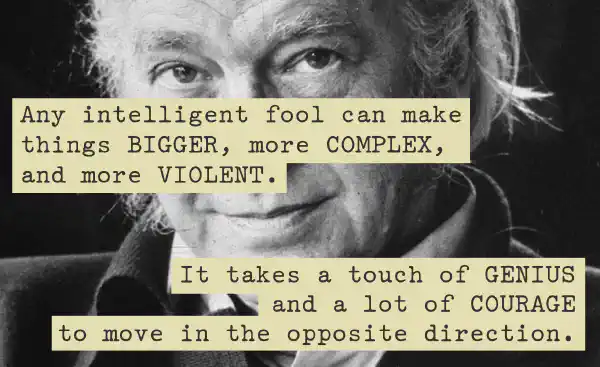 Any intelligent fool can make
things BIGGER, more COMPLEX,
and more VIOLENT.
It takes a touch of GENIUS
and a lot of COURAGE
to move in the opposite direction.